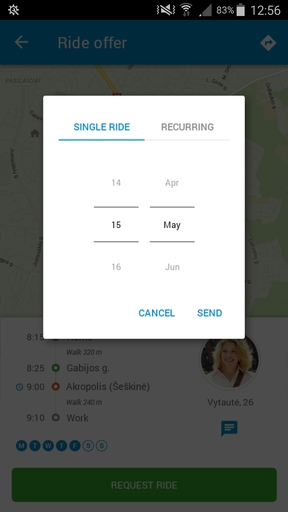 83% 12:56
Ride offer
SINGLE RIDE RECURRING
14 Apr
15 May
16 Jun
CANCEL SEND
8:15 Home
Walk 320 m
8:25 Gabijos g.
9:00 Akropolis (Šeškinė)
Walk 240 m
9:10 Work
Vytautė, 26
M T W T F S S
REQUEST RIDE